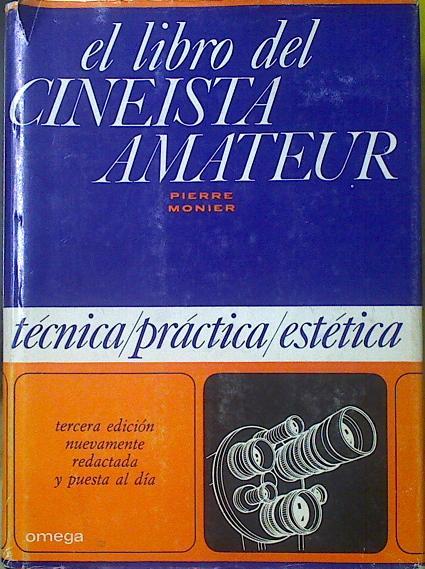 el libro del
CINEISTA
AMATEUR
PIERRE
MONIER
técnica/práctica/estética
tercera edición
nuevamente
redactada
y puesta al día
omega